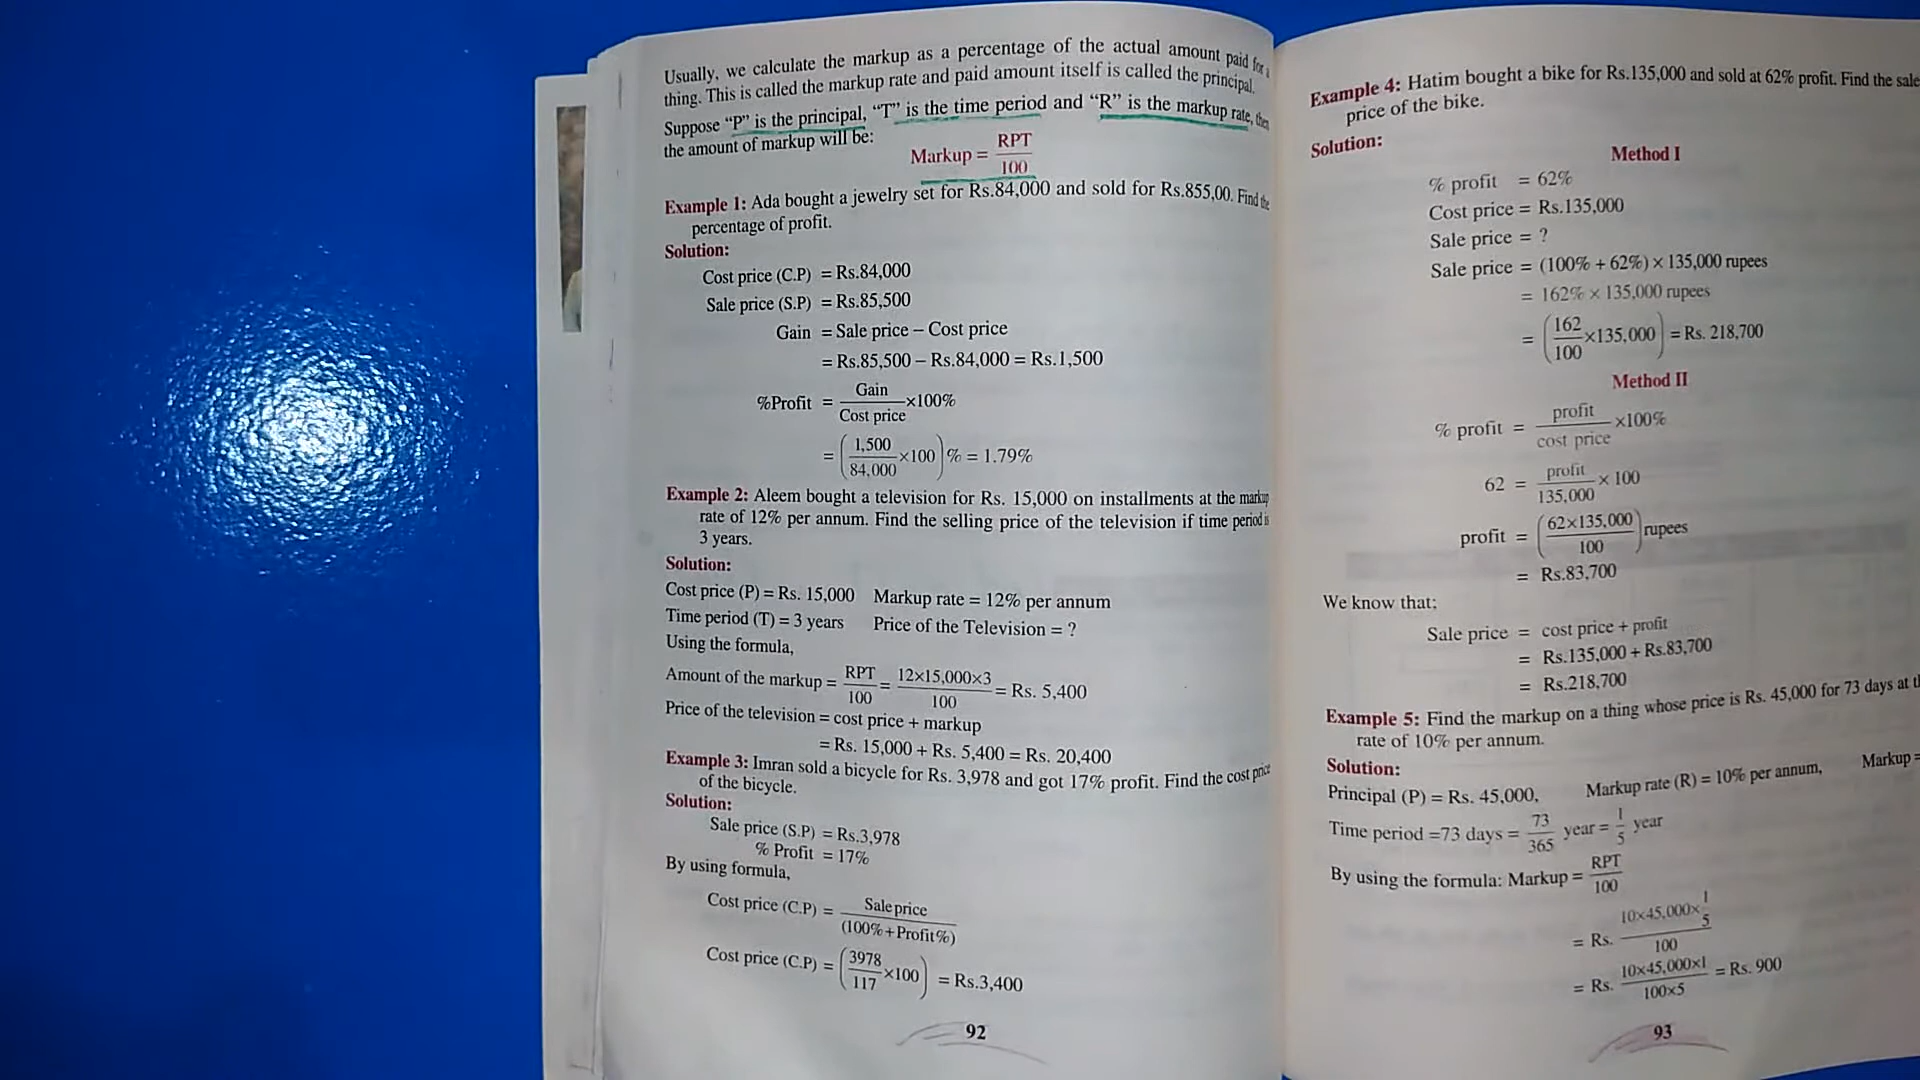 Usually, we calculate the markup as a percentage of the actual amount paid for a
thing. This is called the markup rate and paid amount itself is called the principal.
Suppose “P” is the principal, “T” is the time period and “R” is the markup rate, then
the amount of markup will be:
Markup = RPT/100
Example 1: Ada bought a jewelry set for Rs.84,000 and sold for Rs.855,00. Find the
percentage of profit.
Solution:
Cost price (C.P) = Rs.84,000
Sale price (S.P) = Rs.85,500
Gain = Sale price – Cost price
= Rs.85,500 – Rs.84,000 = Rs.1,500
%Profit = Gain/Cost price ×100%
= (1,500/84,000 ×100)% = 1.79%
Example 2: Aleem bought a television for Rs. 15,000 on installments at the markup
rate of 12% per annum. Find the selling price of the television if time period is
3 years.
Solution:
Cost price (P) = Rs. 15,000 Markup rate = 12% per annum
Time period (T) = 3 years Price of the Television = ?
Using the formula,
Amount of the markup = RPT/100 = 12×15,000×3/100 = Rs. 5,400
Price of the television = cost price + markup
= Rs. 15,000 + Rs. 5,400 = Rs. 20,400
Example 3: Imran sold a bicycle for Rs. 3,978 and got 17% profit. Find the cost price
of the bicycle.
Solution:
Sale price (S.P) = Rs.3,978
% Profit = 17%
By using formula,
Cost price (C.P) = Sale price/(100%+Profit%)
Cost price (C.P) = (3978/117 ×100) = Rs.3,400
92
Example 4: Hatim bought a bike for Rs.135,000 and sold at 62% profit. Find the sale
price of the bike.
Solution:
Method I
% profit = 62%
Cost price = Rs.135,000
Sale price = ?
Sale price = (100% + 62%) × 135,000 rupees
= 162% × 135,000 rupees
= (162/100 ×135,000) = Rs. 218,700
Method II
% profit = profit/cost price ×100%
62 = profit/135,000 × 100
profit = (62×135,000/100) rupees
= Rs.83,700
We know that;
Sale price = cost price + profit
= Rs.135,000 + Rs.83,700
= Rs.218,700
Example 5: Find the markup on a thing whose price is Rs. 45,000 for 73 days at
rate of 10% per annum.
Solution:
Principal (P) = Rs. 45,000, Markup rate (R) = 10% per annum, Markup =
Time period =73 days = 73/365 year = 1/5 year
By using the formula: Markup = RPT/100
= Rs. 10×45,000×1/5/100
= Rs. 10×45,000×1/100×5 = Rs. 900
93